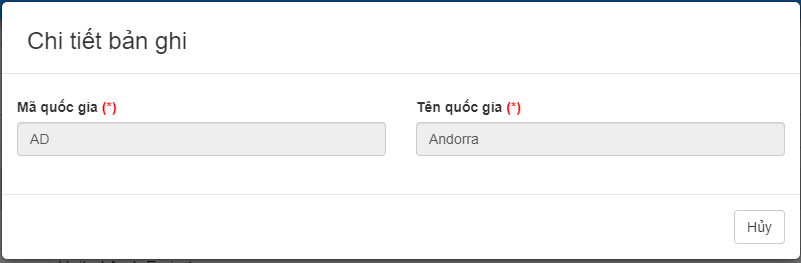 Chi tiết bản ghi
Mã quốc gia (*)
Tên quốc gia (*)
AD
Andorra
Hủy